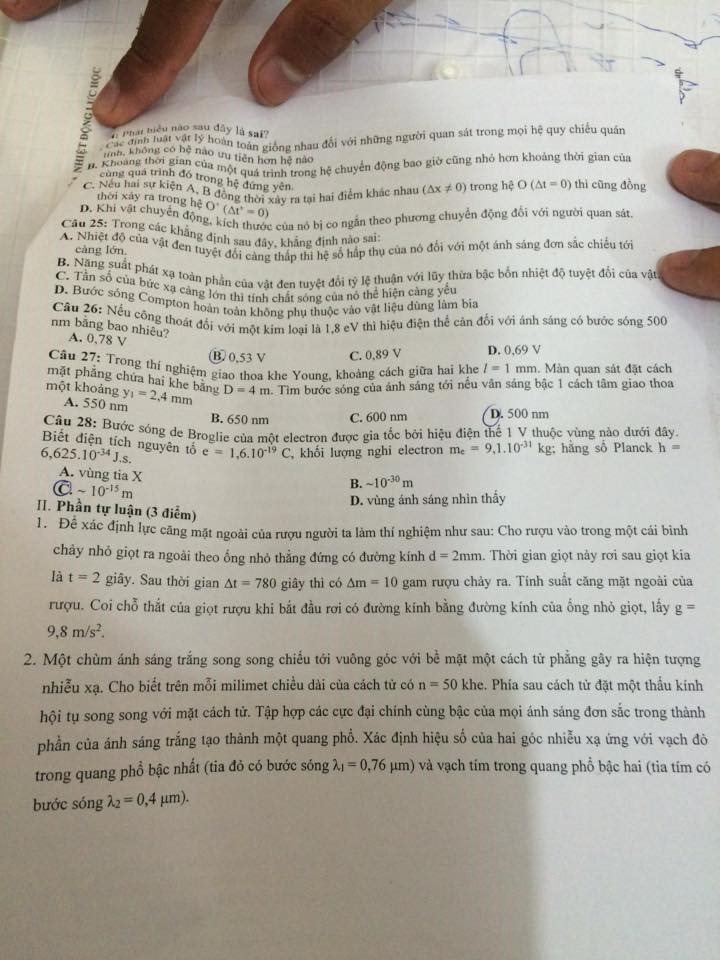 NHIỆT ĐỘNG LỰC HỌC
Phát biểu nào sau đây là sai?
Các định luật vật lý hoàn toàn giống nhau đối với những người quan sát trong mọi hệ quy chiếu quán
tính, không có hệ nào ưu tiên hơn hệ nào
B. Khoảng thời gian của một quá trình trong hệ chuyển động bao giờ cũng nhỏ hơn khoảng thời gian của
cùng quá trình đó trong hệ đứng yên.
C. Nếu hai sự kiện A, B đồng thời xảy ra tại hai điểm khác nhau (Δx ≠ 0) trong hệ O (Δt = 0) thì cũng đồng
thời xảy ra trong hệ O' (Δt' = 0)
D. Khi vật chuyển động, kích thước của nó bị co ngắn theo phương chuyển động đối với người quan sát.
Câu 25: Trong các khẳng định sau đây, khẳng định nào sai:
A. Nhiệt độ của vật đen tuyệt đối càng thấp thì hệ số hấp thụ của nó đối với một ánh sáng đơn sắc chiếu tới
càng lớn.
B. Năng suất phát xạ toàn phần của vật đen tuyệt đối tỷ lệ thuận với lũy thừa bậc bốn nhiệt độ tuyệt đối của vật.
C. Tần số của bức xạ càng lớn thì tính chất sóng của nó thể hiện càng yếu
D. Bước sóng Compton hoàn toàn không phụ thuộc vào vật liệu dùng làm bia
Câu 26: Nếu công thoát đối với một kim loại là 1,8 eV thì hiệu điện thế cản đối với ánh sáng có bước sóng 500
nm bằng bao nhiêu?
A. 0,78 V B. 0,53 V C. 0,89 V D. 0,69 V
Câu 27: Trong thí nghiệm giao thoa khe Young, khoảng cách giữa hai khe l = 1 mm. Màn quan sát đặt cách
mặt phẳng chứa hai khe bằng D = 4 m. Tìm bước sóng của ánh sáng tới nếu vân sáng bậc 1 cách tâm giao thoa
một khoảng y₁ = 2,4 mm
A. 550 nm B. 650 nm C. 600 nm D. 500 nm
Câu 28: Bước sóng de Broglie của một electron được gia tốc bởi hiệu điện thế 1 V thuộc vùng nào dưới đây.
Biết điện tích nguyên tố e = 1,6.10⁻¹⁹ C, khối lượng nghỉ electron mₑ = 9,1.10⁻³¹ kg; hằng số Planck h =
6,625.10⁻³⁴ J.s.
A. vùng tia X B. ~10⁻³⁰ m
C. ~ 10⁻¹⁵ m D. vùng ánh sáng nhìn thấy
II. Phần tự luận (3 điểm)
1. Để xác định lực căng mặt ngoài của rượu người ta làm thí nghiệm như sau: Cho rượu vào trong một cái bình
chảy nhỏ giọt ra ngoài theo ống nhỏ thẳng đứng có đường kính d = 2mm. Thời gian giọt này rơi sau giọt kia
là t = 2 giây. Sau thời gian Δt = 780 giây thì có Δm = 10 gam rượu chảy ra. Tính suất căng mặt ngoài của
rượu. Coi chỗ thắt của giọt rượu khi bắt đầu rơi có đường kính bằng đường kính của ống nhỏ giọt, lấy g =
9,8 m/s².
2. Một chùm ánh sáng trắng song song chiếu tới vuông góc với bề mặt một cách tử phẳng gây ra hiện tượng
nhiễu xạ. Cho biết trên mỗi milimet chiều dài của cách tử có n = 50 khe. Phía sau cách tử đặt một thấu kính
hội tụ song song với mặt cách tử. Tập hợp các cực đại chính cùng bậc của mọi ánh sáng đơn sắc trong thành
phần của ánh sáng trắng tạo thành một quang phổ. Xác định hiệu số của hai góc nhiễu xạ ứng với vạch đỏ
trong quang phổ bậc nhất (tia đỏ có bước sóng λ₁ = 0,76 μm) và vạch tím trong quang phổ bậc hai (tia tím có
bước sóng λ₂ = 0,4 μm).